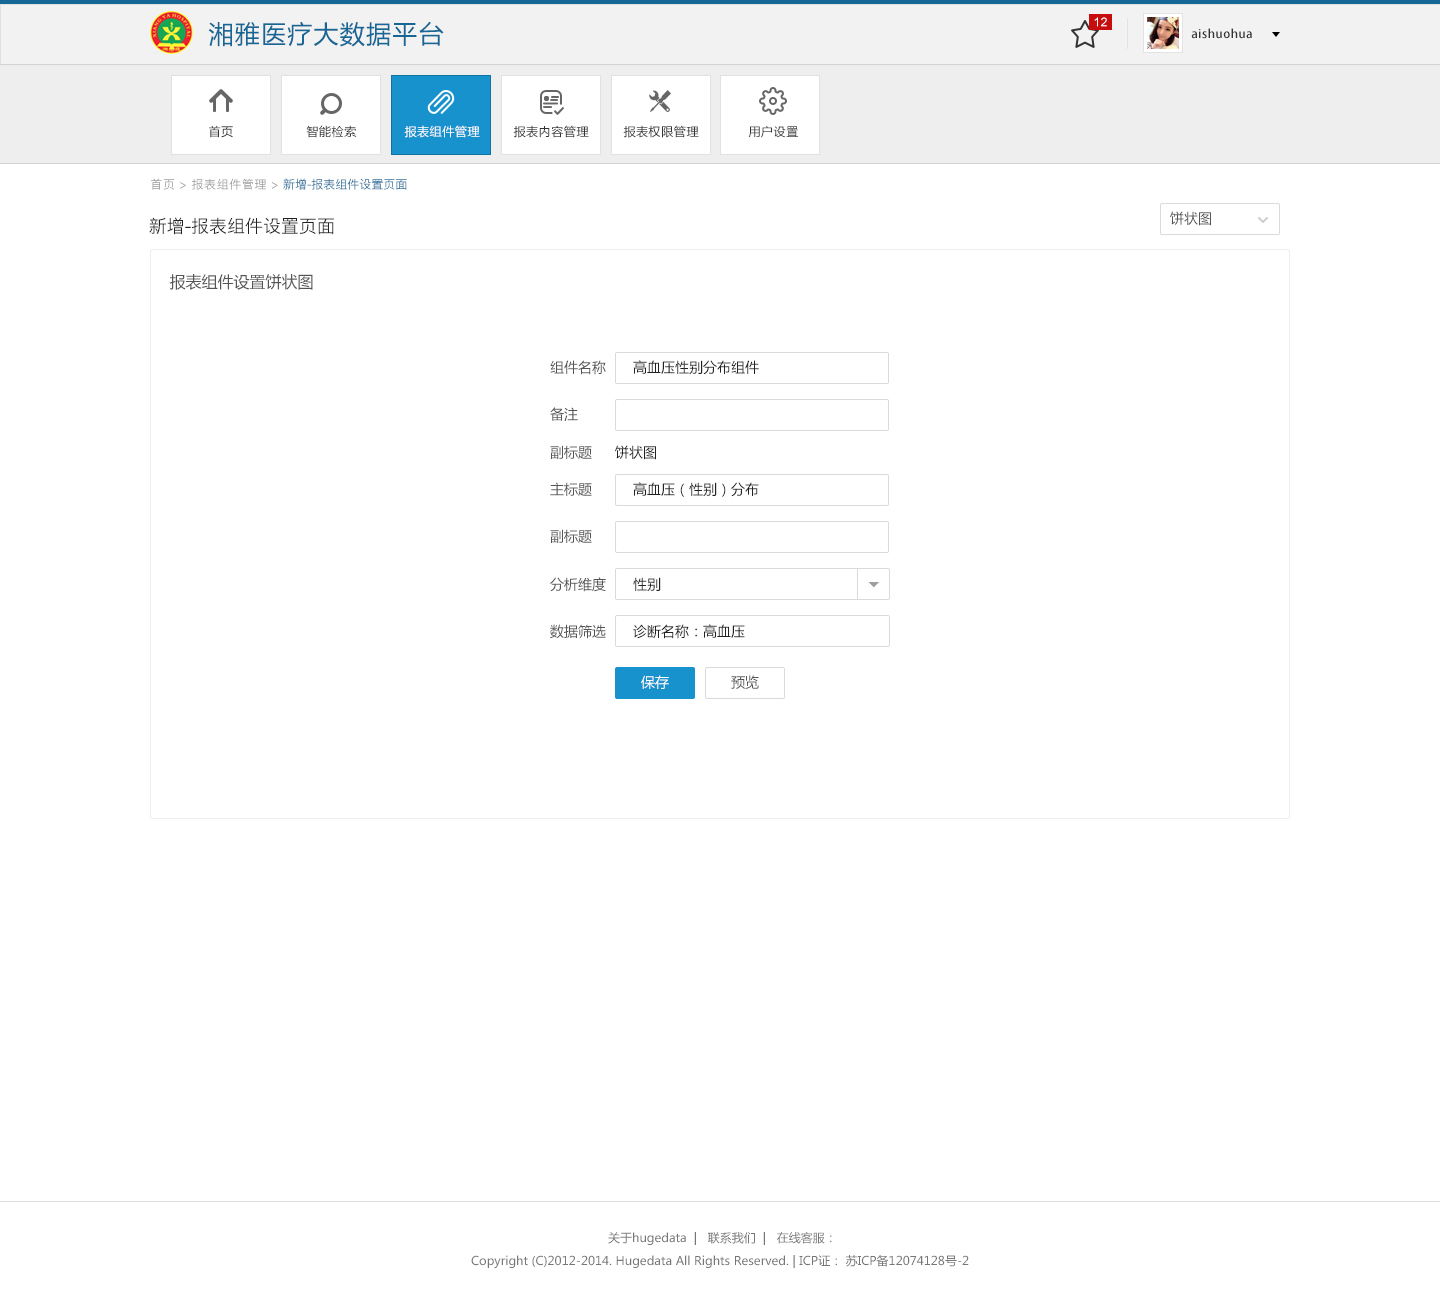 湘雅医疗大数据平台
12
aishuohua
首页
智能检索
报表组件管理
报表内容管理
报表权限管理
用户设置
首页 > 报表组件管理 > 新增-报表组件设置页面
新增-报表组件设置页面
饼状图
报表组件设置饼状图
组件名称 高血压性别分布组件
备注
副标题 饼状图
主标题 高血压（性别）分布
副标题
分析维度 性别
数据筛选 诊断名称：高血压
保存 预览
关于hugedata | 联系我们 | 在线客服：
Copyright (C)2012-2014. Hugedata All Rights Reserved. | ICP证： 苏ICP备12074128号-2